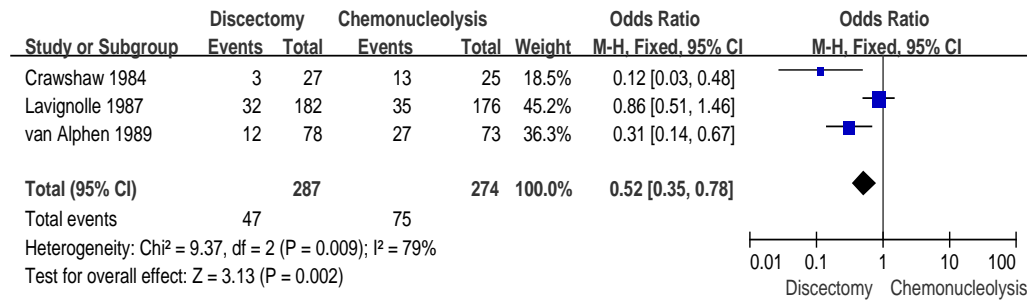 Discectomy Chemonucleolysis Odds Ratio Odds Ratio
Study or Subgroup Events Total Events Total Weight M-H, Fixed, 95% CI M-H, Fixed, 95% CI
Crawshaw 1984 3 27 13 25 18.5% 0.12 [0.03, 0.48]
Lavignolle 1987 32 182 35 176 45.2% 0.86 [0.51, 1.46]
van Alphen 1989 12 78 27 73 36.3% 0.31 [0.14, 0.67]
Total (95% CI) 287 274 100.0% 0.52 [0.35, 0.78]
Total events 47 75
Heterogeneity: Chi² = 9.37, df = 2 (P = 0.009); I² = 79%
Test for overall effect: Z = 3.13 (P = 0.002)
0.01 0.1 1 10 100
Discectomy Chemonucleolysis